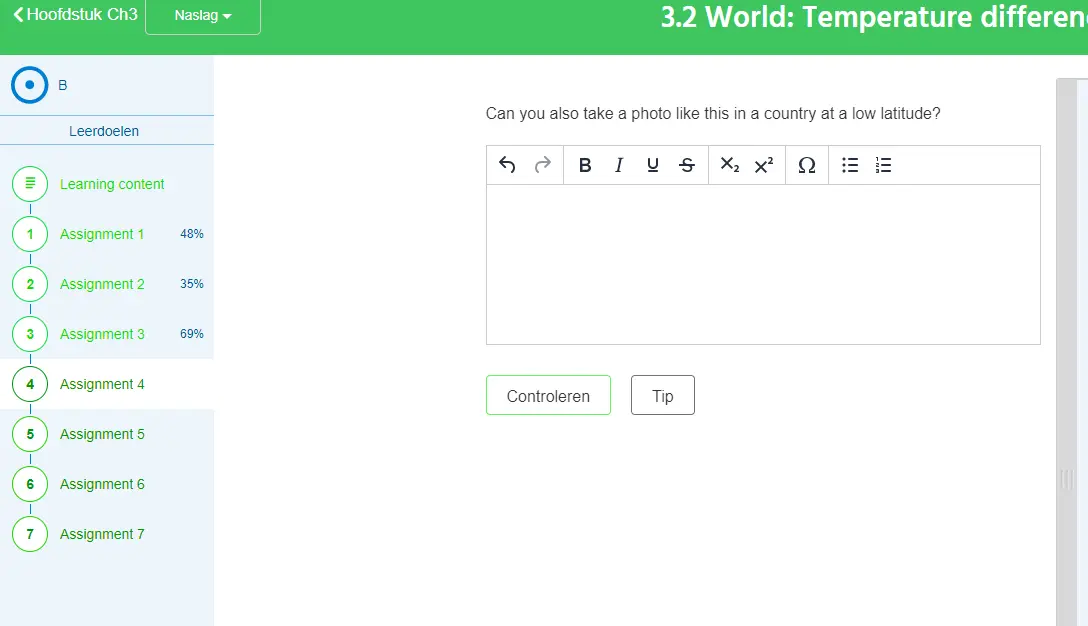 Hoofdstuk Ch3
Naslag
3.2 World: Temperature differen
B
Leerdoelen
Learning content
1 Assignment 1 48%
2 Assignment 2 35%
3 Assignment 3 69%
4 Assignment 4
5 Assignment 5
6 Assignment 6
7 Assignment 7
Can you also take a photo like this in a country at a low latitude?
B I U S X₂ X² Ω
Controleren
Tip